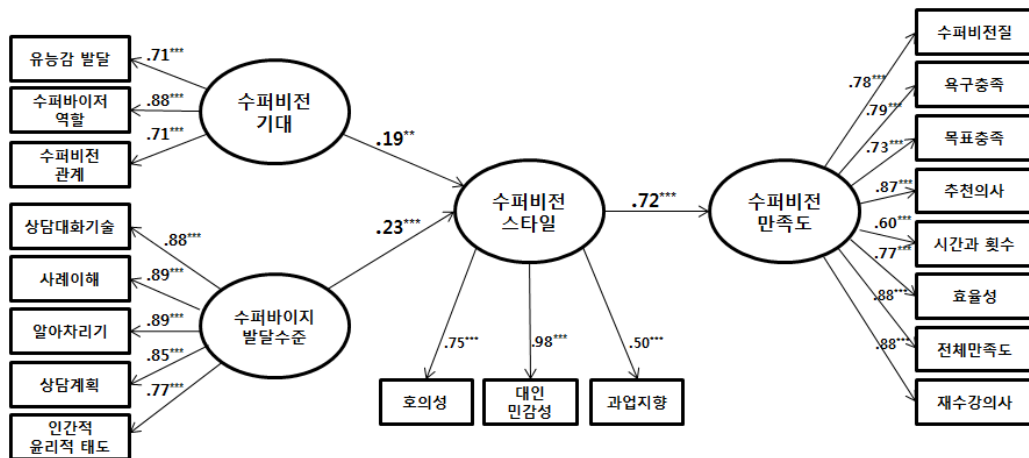 유능감 발달
.71***
수퍼바이저
역할
.88***
수퍼비전
관계
.71***
수퍼비전
기대
.19**
상담대화기술
.88***
사례이해
.89***
알아차리기
.89***
상담계획
.85***
인간적
윤리적 태도
.77***
수퍼바이지
발달수준
.23***
수퍼비전
스타일
.75***
.98***
.50***
호의성
대인
민감성
과업지향
.72***
수퍼비전
만족도
.78***
수퍼비전질
.79***
욕구충족
.73***
목표충족
.87***
추천의사
.60***
시간과 횟수
.77***
효율성
.88***
전체만족도
.88***
재수강의사